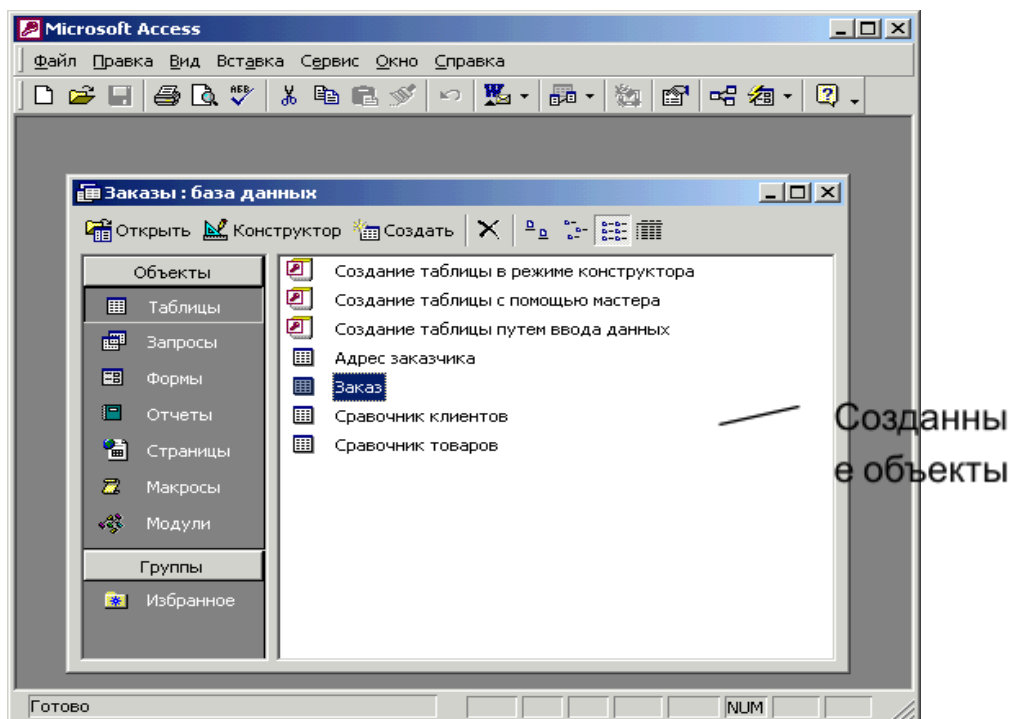 Microsoft Access
Файл Правка Вид Вставка Сервис Окно Справка
Заказы : база данных
Открыть Конструктор Создать
Объекты
Таблицы
Запросы
Формы
Отчеты
Страницы
Макросы
Модули
Группы
Избранное
Создание таблицы в режиме конструктора
Создание таблицы с помощью мастера
Создание таблицы путем ввода данных
Адрес заказчика
Заказ
Сравочник клиентов
Сравочник товаров
Созданны
е объекты
Готово
NUM